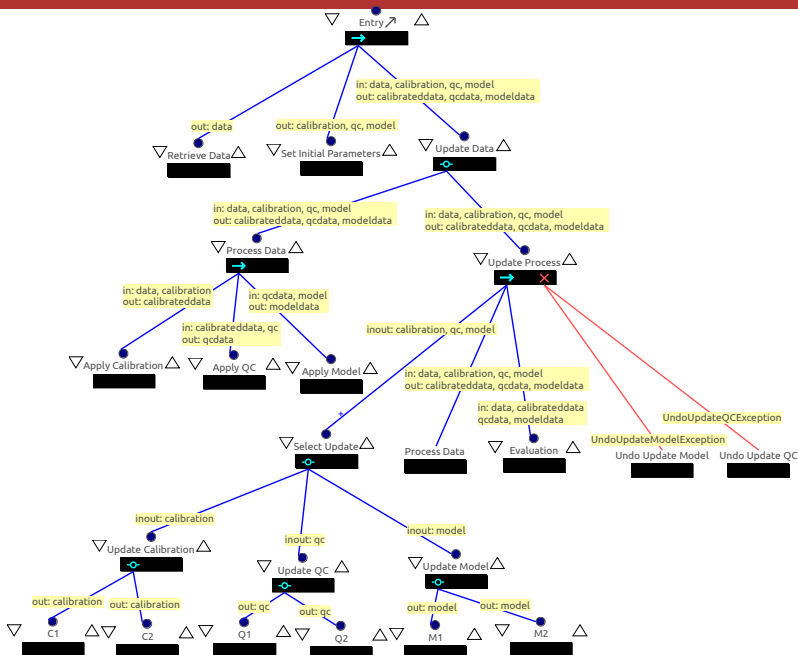 Entry
in: data, calibration, qc, model
out: calibrateddata, qcdata, modeldata
out: data
out: calibration, qc, model
Retrieve Data
Set Initial Parameters
Update Data
in: data, calibration, qc, model
out: calibrateddata, qcdata, modeldata
in: data, calibration, qc, model
out: calibrateddata, qcdata, modeldata
Process Data
Update Process
in: data, calibration
out: calibrateddata
in: qcdata, model
out: modeldata
in: calibrateddata, qc
out: qcdata
inout: calibration, qc, model
Apply Calibration
Apply QC
Apply Model
in: data, calibration, qc, model
out: calibrateddata, qcdata, modeldata
in: data, calibrateddata
qcdata, modeldata
UndoUpdateQCException
UndoUpdateModelException
Select Update
Process Data
Evaluation
Undo Update Model
Undo Update QC
inout: calibration
inout: qc
inout: model
Update Calibration
Update QC
Update Model
out: calibration
out: calibration
out: qc
out: qc
out: model
out: model
C1
C2
Q1
Q2
M1
M2